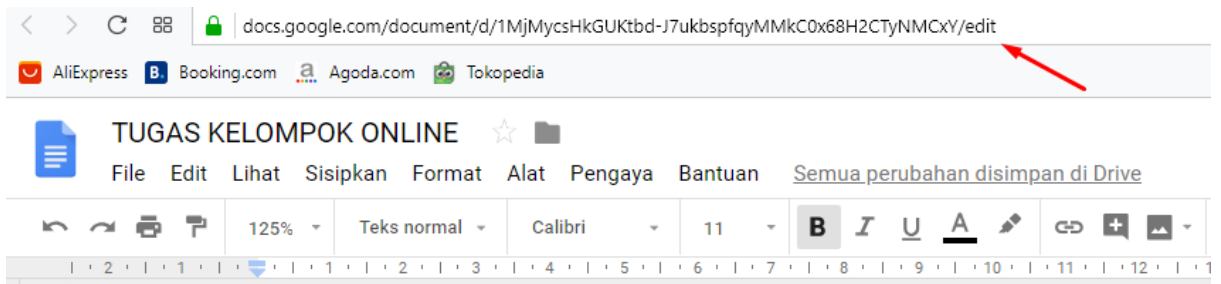 docs.google.com/document/d/1MjMycsHkGUKtbd-J7ukbspfqyMMkC0x68H2CTyNMCxY/edit
AliExpress B. Booking.com a Agoda.com Tokopedia
TUGAS KELOMPOK ONLINE
File Edit Lihat Sisipkan Format Alat Pengaya Bantuan Semua perubahan disimpan di Drive
125% Teks normal Calibri 11 B I U A
2 1 1 2 3 4 5 6 7 8 9 10 11 12 1